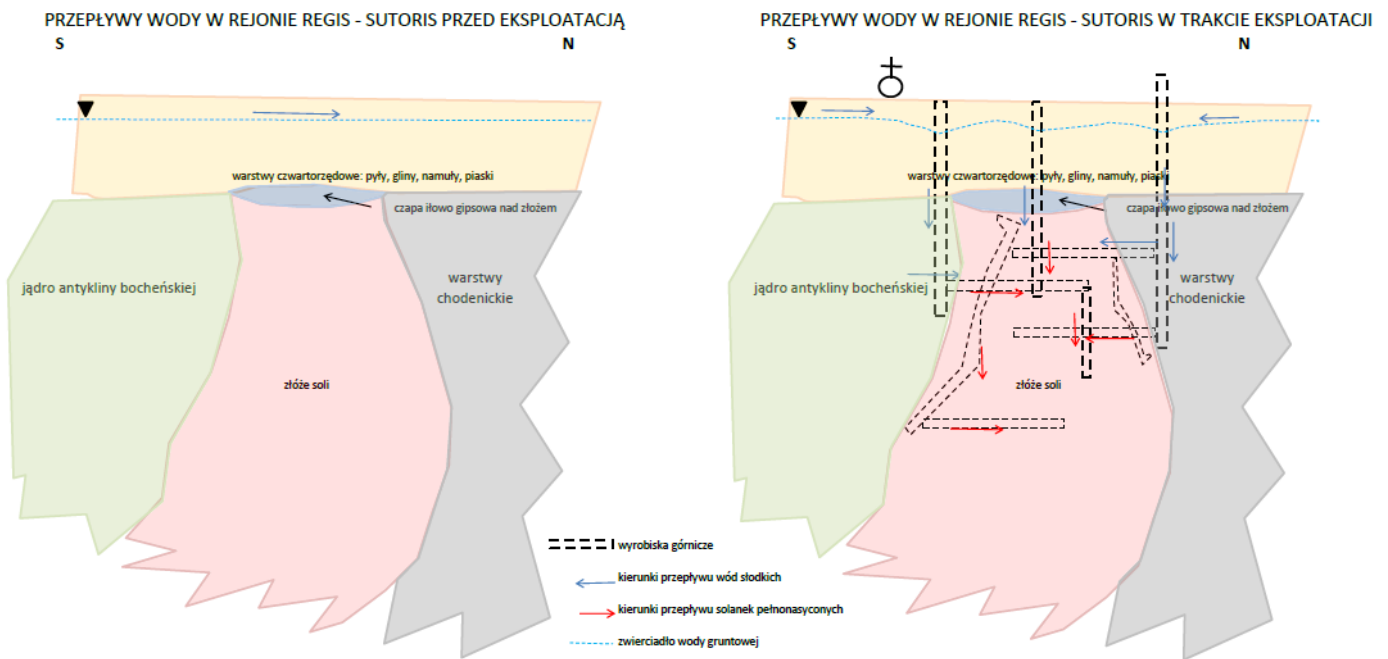 PRZEPŁYWY WODY W REJONIE REGIS - SUTORIS PRZED EKSPLOATACJĄ
S
N
warstwy czwartorzędowe: pyły, gliny, namuły, piaski
czapa iłowo gipsowa nad złożem
jądro antykliny bocheńskiej
warstwy
chodenickie
złóże soli
PRZEPŁYWY WODY W REJONIE REGIS - SUTORIS W TRAKCIE EKSPLOATACJI
S
N
warstwy czwartorzędowe: pyły, gliny, namuły, piaski
czapa iłowo gipsowa nad złożem
jądro antykliny bocheńskiej
warstwy
chodenickie
złóże soli
wyrobiska górnicze
kierunki przepływu wód słodkich
kierunki przepływu solanek pełnonasyconych
zwierciadło wody gruntowej